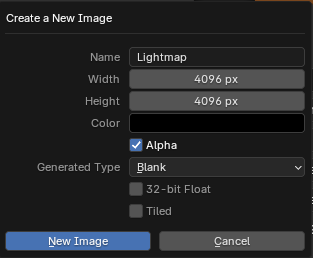 Create a New Image
Name Lightmap
Width 4096 px
Height 4096 px
Color
Alpha
Generated Type Blank
32-bit Float
Tiled
New Image Cancel